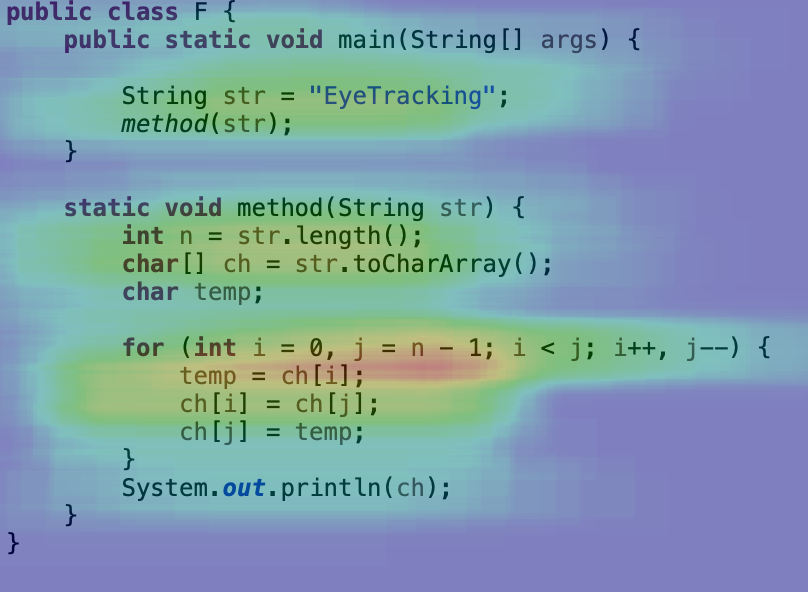 public class F {
    public static void main(String[] args) {
        String str = "EyeTracking";
        method(str);
    }
    static void method(String str) {
        int n = str.length();
        char[] ch = str.toCharArray();
        char temp;
        for (int i = 0, j = n - 1; i < j; i++, j--) {
            temp = ch[i];
            ch[i] = ch[j];
            ch[j] = temp;
        }
        System.out.println(ch);
    }
}